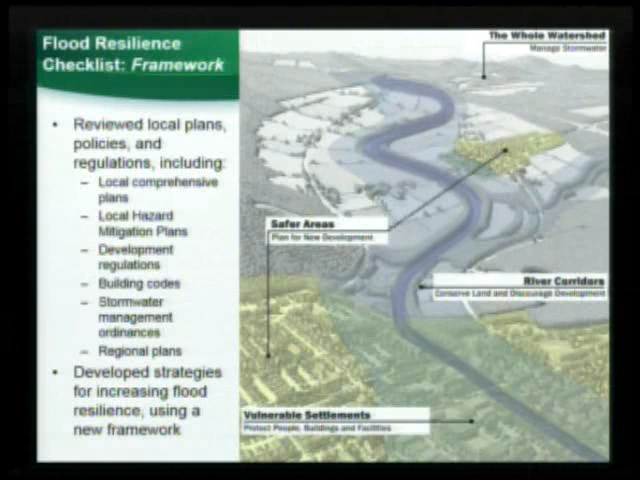 Flood Resilience
Checklist: Framework
• Reviewed local plans,
policies, and
regulations, including:
– Local comprehensive
plans
– Local Hazard
Mitigation Plans
– Development
regulations
– Building codes
– Stormwater
management
ordinances
– Regional plans
• Developed strategies
for increasing flood
resilience, using a
new framework
The Whole Watershed
Manage Stormwater
Safer Areas
Plan for New Development
River Corridors
Conserve Land and Discourage Development
Vulnerable Settlements
Protect People, Buildings and Facilities